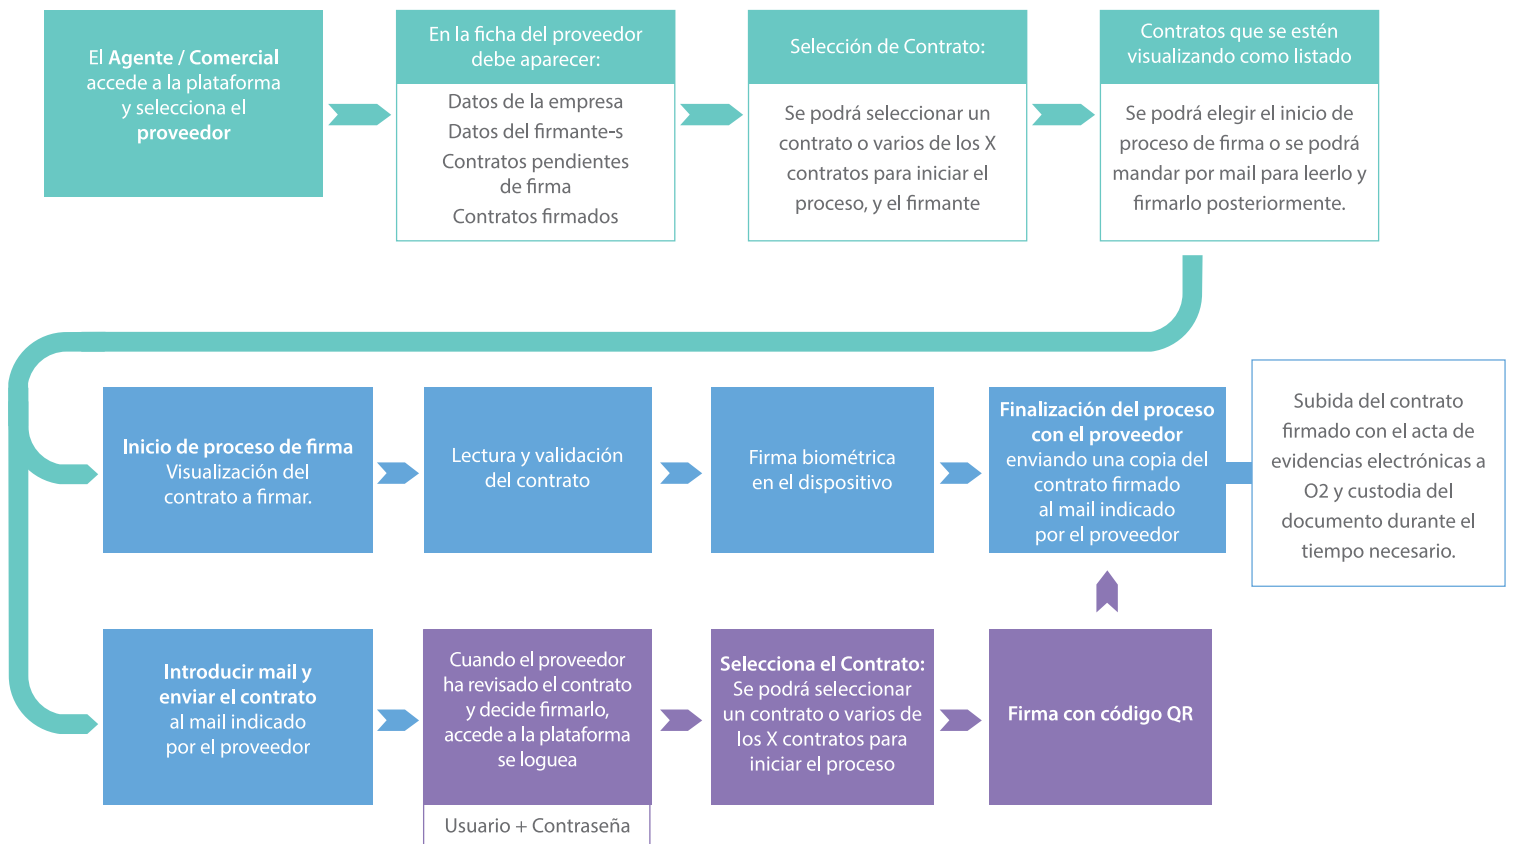 El Agente / Comercial
accede a la plataforma
y selecciona el
proveedor
En la ficha del proveedor
debe aparecer:
Datos de la empresa
Datos del firmante-s
Contratos pendientes
de firma
Contratos firmados
Selección de Contrato:
Se podrá seleccionar un
contrato o varios de los X
contratos para iniciar el
proceso, y el firmante
Contratos que se estén
visualizando como listado
Se podrá elegir el inicio de
proceso de firma o se podrá
mandar por mail para leerlo y
firmarlo posteriormente.
Inicio de proceso de firma
Visualización del
contrato a firmar.
Lectura y validación
del contrato
Firma biométrica
en el dispositivo
Finalización del proceso
con el proveedor
enviando una copia del
contrato firmado
al mail indicado
por el proveedor
Subida del contrato
firmado con el acta de
evidencias electrónicas a
O2 y custodia del
documento durante el
tiempo necesario.
Introducir mail y
enviar el contrato
al mail indicado
por el proveedor
Cuando el proveedor
ha revisado el contrato
y decide firmarlo,
accede a la plataforma
se loguea
Usuario + Contraseña
Selecciona el Contrato:
Se podrá seleccionar
un contrato o varios de
los X contratos para
iniciar el proceso
Firma con código QR